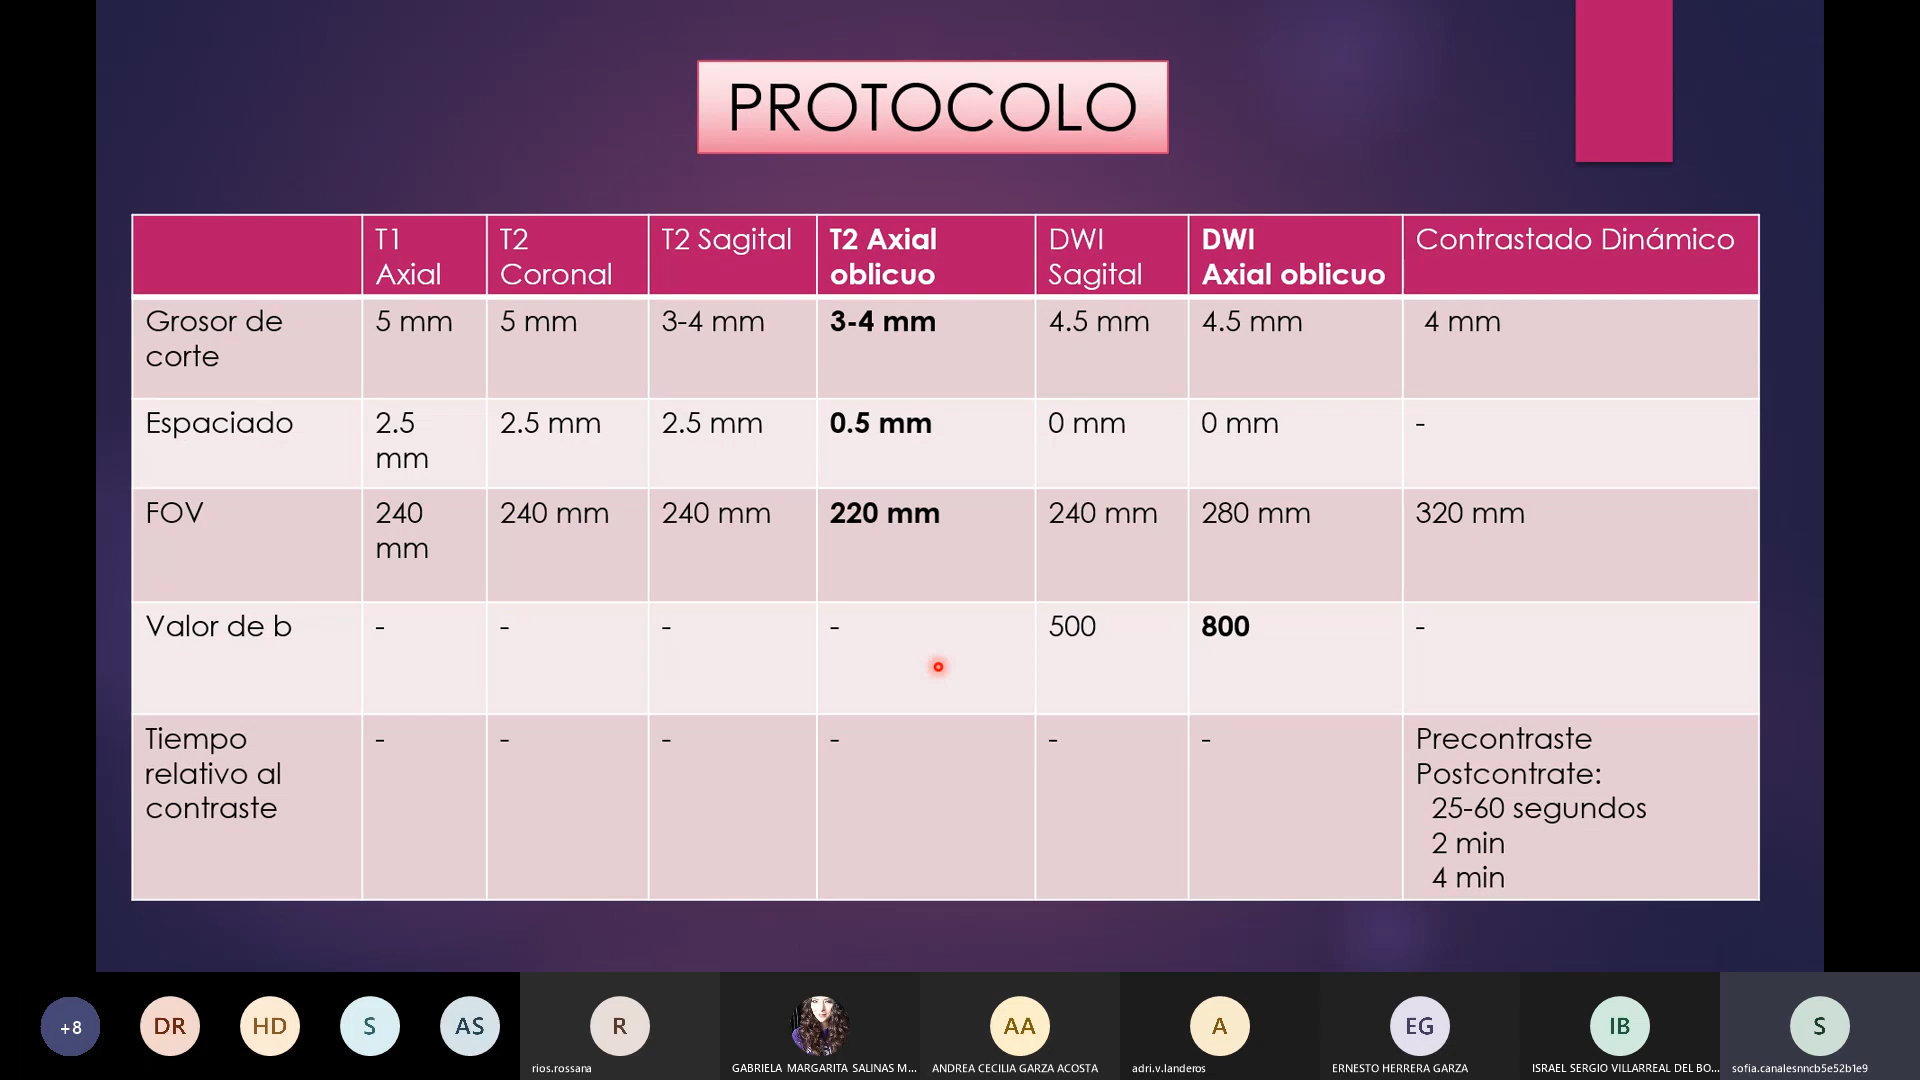 PROTOCOLO
T1
Axial
T2
Coronal
T2 Sagital
T2 Axial
oblicuo
DWI
Sagital
DWI
Axial oblicuo
Contrastado Dinámico
Grosor de
corte
5 mm
5 mm
3-4 mm
3-4 mm
4.5 mm
4.5 mm
4 mm
Espaciado
2.5
mm
2.5 mm
2.5 mm
0.5 mm
0 mm
0 mm
-
FOV
240
mm
240 mm
240 mm
220 mm
240 mm
280 mm
320 mm
Valor de b
-
-
-
-
500
800
-
Tiempo
relativo al
contraste
-
-
-
-
-
-
Precontraste
Postcontrate:
25-60 segundos
2 min
4 min
+8
DR
HD
S
AS
R
rios.rossana
GABRIELA MARGARITA SALINAS M...
AA
ANDREA CECILIA GARZA ACOSTA
A
adri.v.landeros
EG
ERNESTO HERRERA GARZA
IB
ISRAEL SERGIO VILLARREAL DEL BO...
S
sofia.canalesnncb5e52b1e9